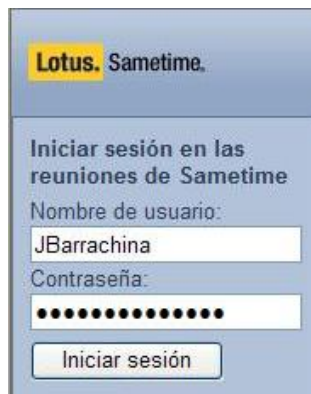 Lotus. Sametime.
Iniciar sesión en las
reuniones de Sametime
Nombre de usuario:
JBarrachina
Contraseña:
●●●●●●●●●●●●●●
Iniciar sesión